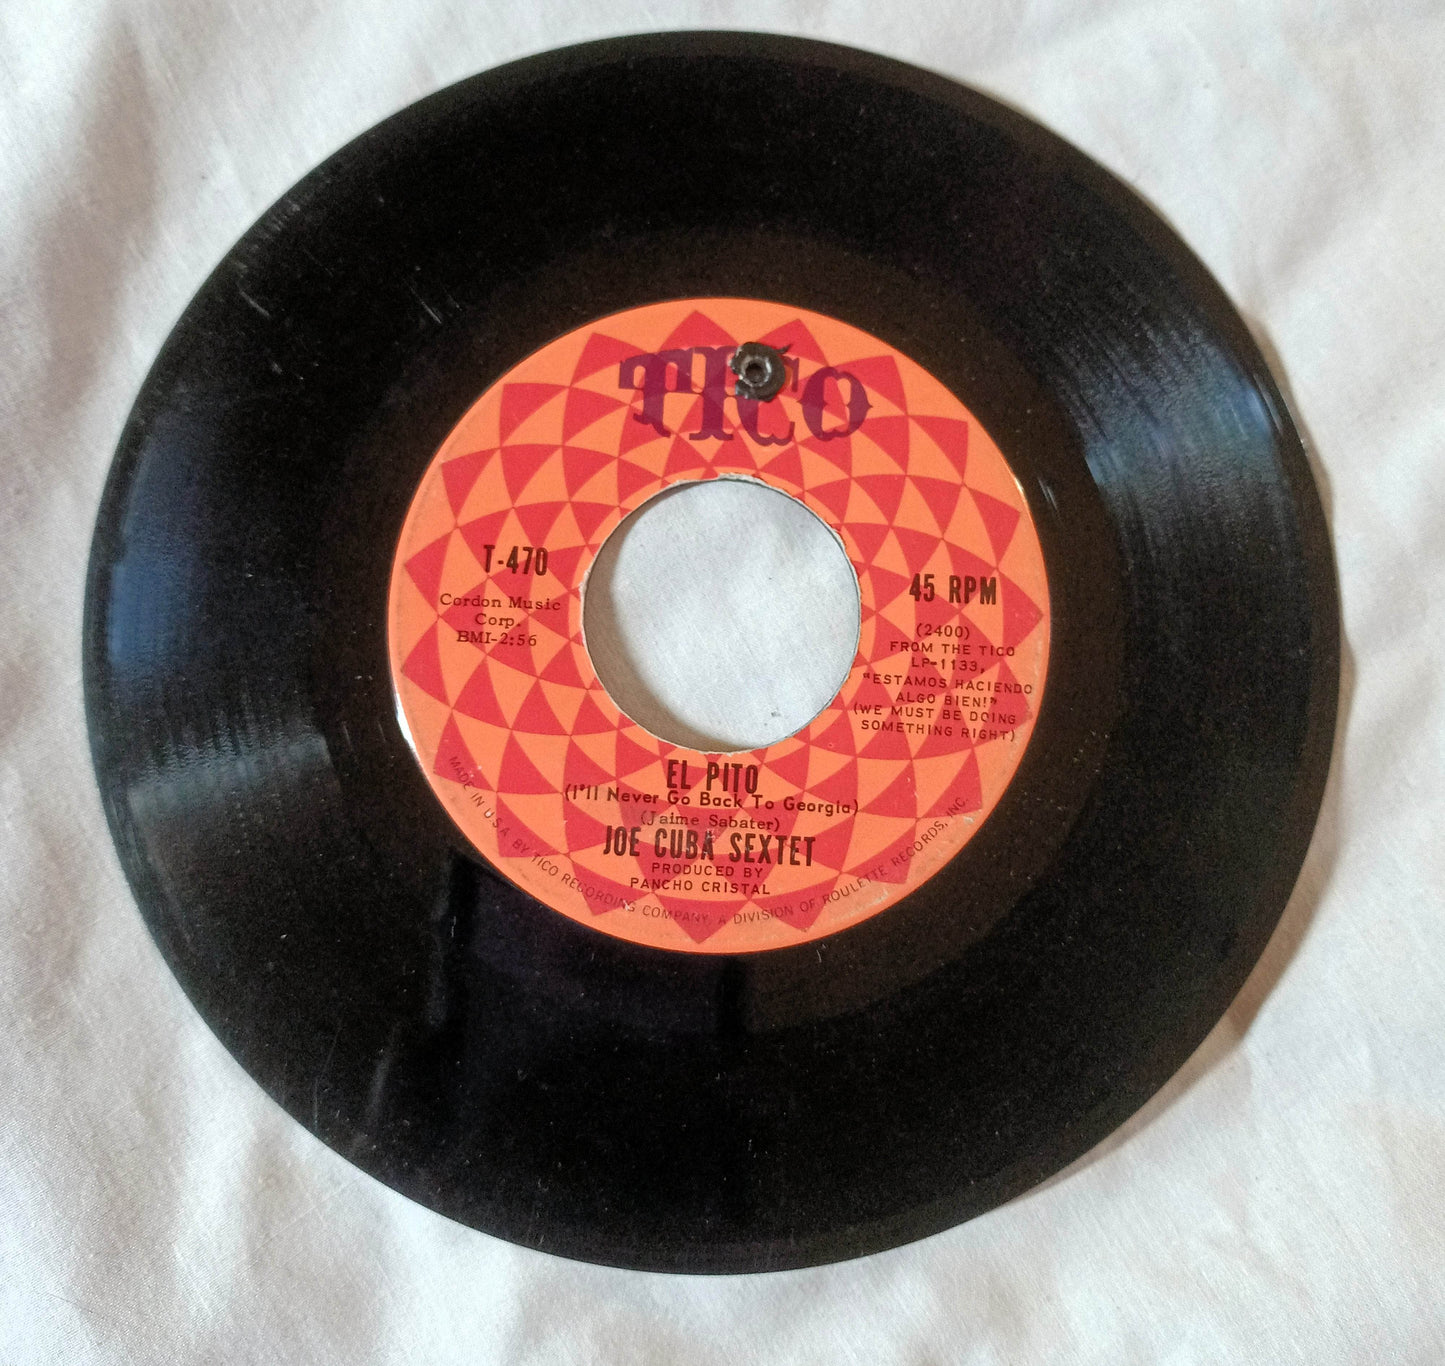 TICO
T-470
Cordon Music
Corp.
BMI-2:56
45 RPM
(2400)
FROM THE TICO
LP-1133,
"ESTAMOS HACIENDO
ALGO BIEN!"
(WE MUST BE DOING
SOMETHING RIGHT)
EL PITO
(I'll Never Go Back To Georgia)
(Jaime Sabater)
JOE CUBA SEXTET
PRODUCED BY
PANCHO CRISTAL
MADE IN U.S.A. BY TICO RECORDING COMPANY, A DIVISION OF ROULETTE RECORDS, INC.